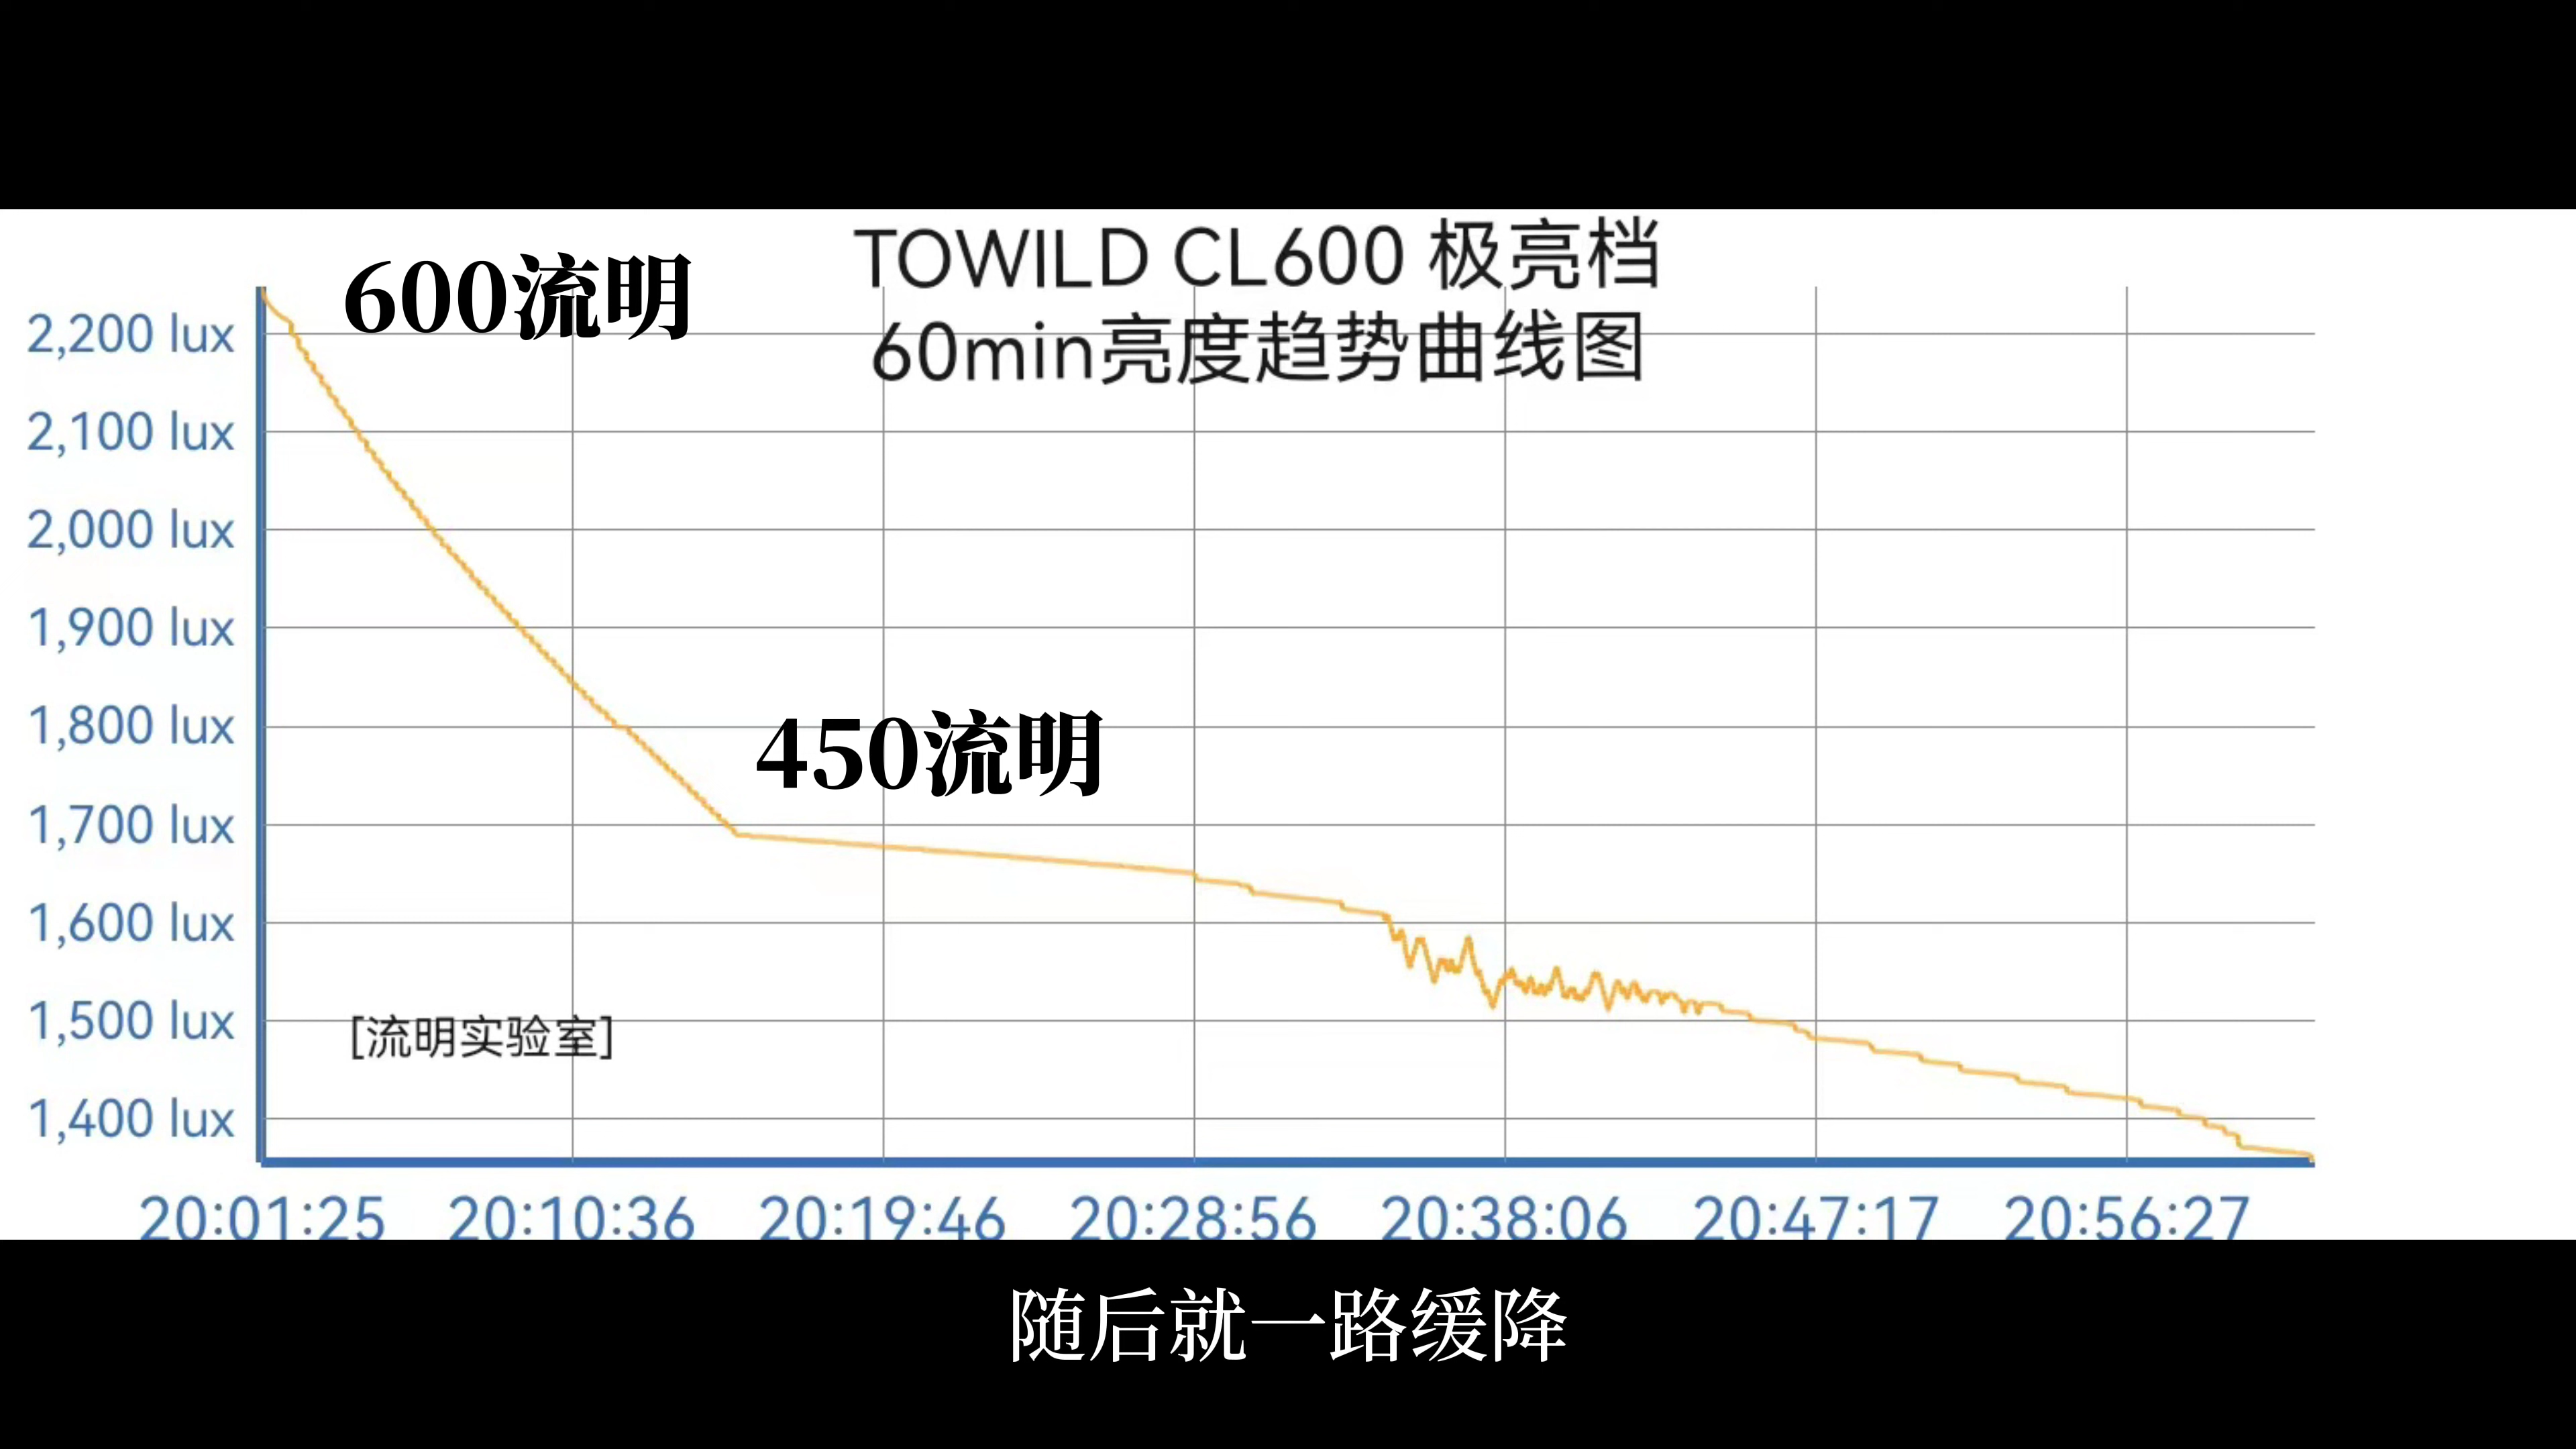 TOWILD CL600 极亮档
60min亮度趋势曲线图
600流明
450流明
2,200 lux
2,100 lux
2,000 lux
1,900 lux
1,800 lux
1,700 lux
1,600 lux
1,500 lux
1,400 lux
[流明实验室]
20:01:25 20:10:36 20:19:46 20:28:56 20:38:06 20:47:17 20:56:27
随后就一路缓降